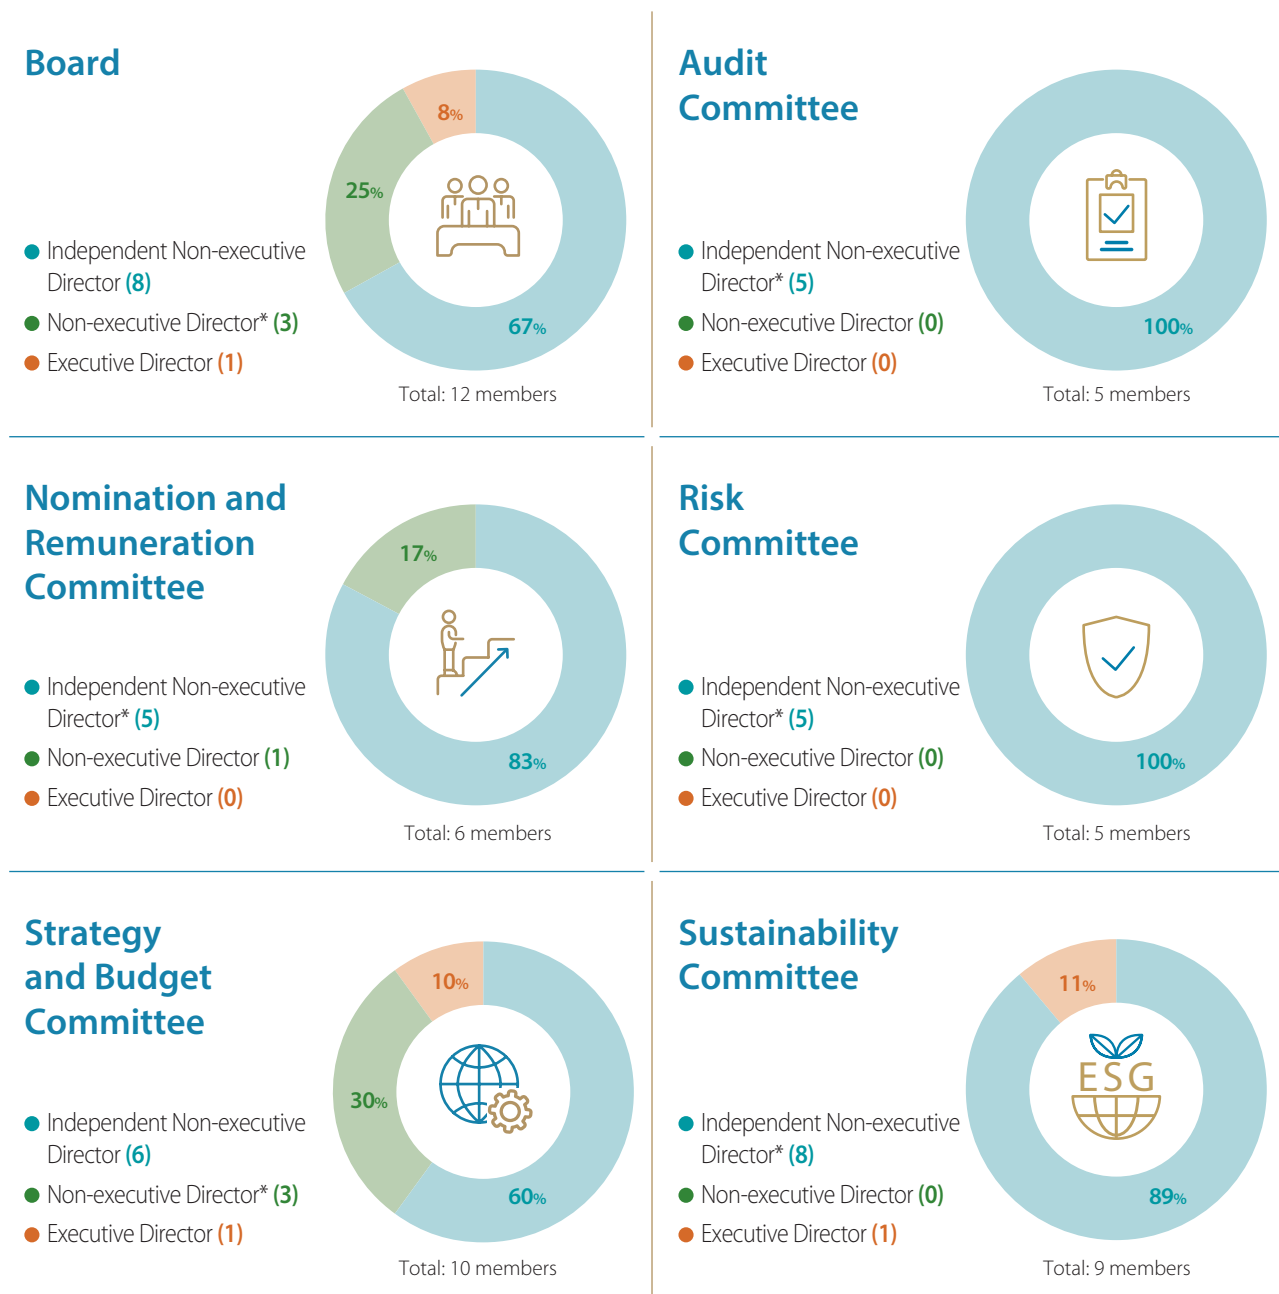 Board
8%
25%
Independent Non-executive
Director (8)
Non-executive Director* (3)
Executive Director (1)
67%
Total: 12 members
Audit
Committee
Independent Non-executive
Director* (5)
Non-executive Director (0)
Executive Director (0)
100%
Total: 5 members
Nomination and
Remuneration
Committee
17%
Independent Non-executive
Director* (5)
Non-executive Director (1)
Executive Director (0)
83%
Total: 6 members
Risk
Committee
Independent Non-executive
Director* (5)
Non-executive Director (0)
Executive Director (0)
100%
Total: 5 members
Strategy
and Budget
Committee
10%
30%
Independent Non-executive
Director (6)
Non-executive Director* (3)
Executive Director (1)
60%
Total: 10 members
Sustainability
Committee
11%
ESG
Independent Non-executive
Director* (8)
Non-executive Director (0)
Executive Director (1)
89%
Total: 9 members